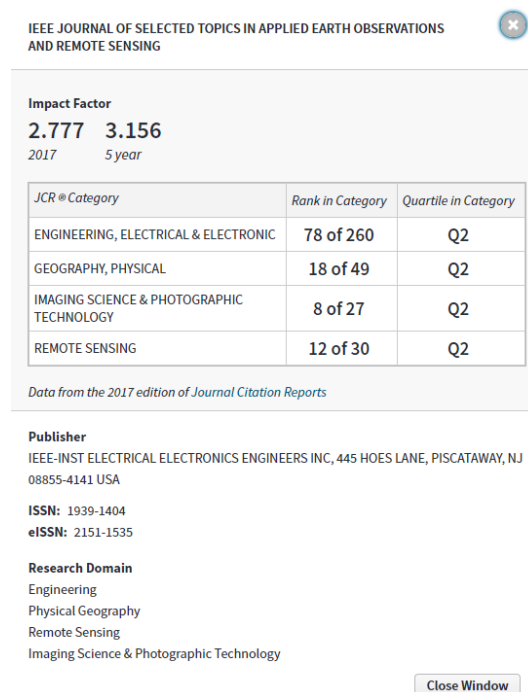 IEEE JOURNAL OF SELECTED TOPICS IN APPLIED EARTH OBSERVATIONS
AND REMOTE SENSING
Impact Factor
2.777 3.156
2017 5 year
JCR ® Category Rank in Category Quartile in Category
ENGINEERING, ELECTRICAL & ELECTRONIC 78 of 260 Q2
GEOGRAPHY, PHYSICAL 18 of 49 Q2
IMAGING SCIENCE & PHOTOGRAPHIC
TECHNOLOGY 8 of 27 Q2
REMOTE SENSING 12 of 30 Q2
Data from the 2017 edition of Journal Citation Reports
Publisher
IEEE-INST ELECTRICAL ELECTRONICS ENGINEERS INC, 445 HOES LANE, PISCATAWAY, NJ
08855-4141 USA
ISSN: 1939-1404
eISSN: 2151-1535
Research Domain
Engineering
Physical Geography
Remote Sensing
Imaging Science & Photographic Technology
Close Window